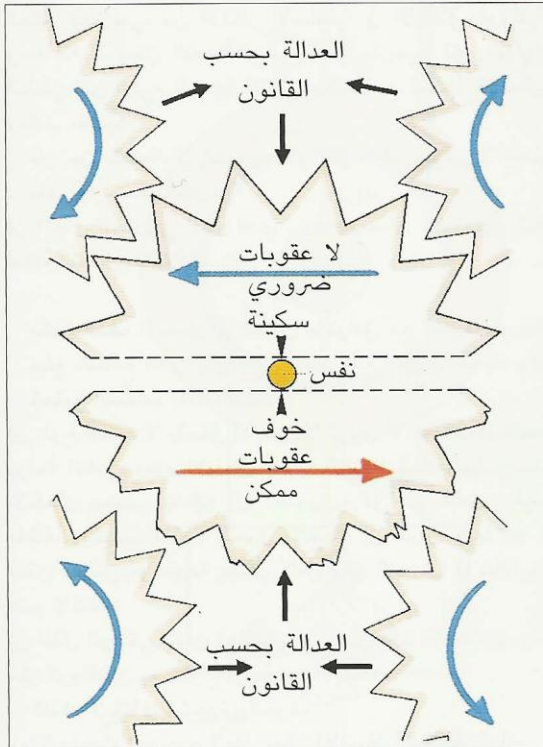 العدالة بحسب
القانون
لا عقوبات
ضروري
سكينة
نفس
خوف
عقوبات
ممكن
العدالة بحسب
القانون